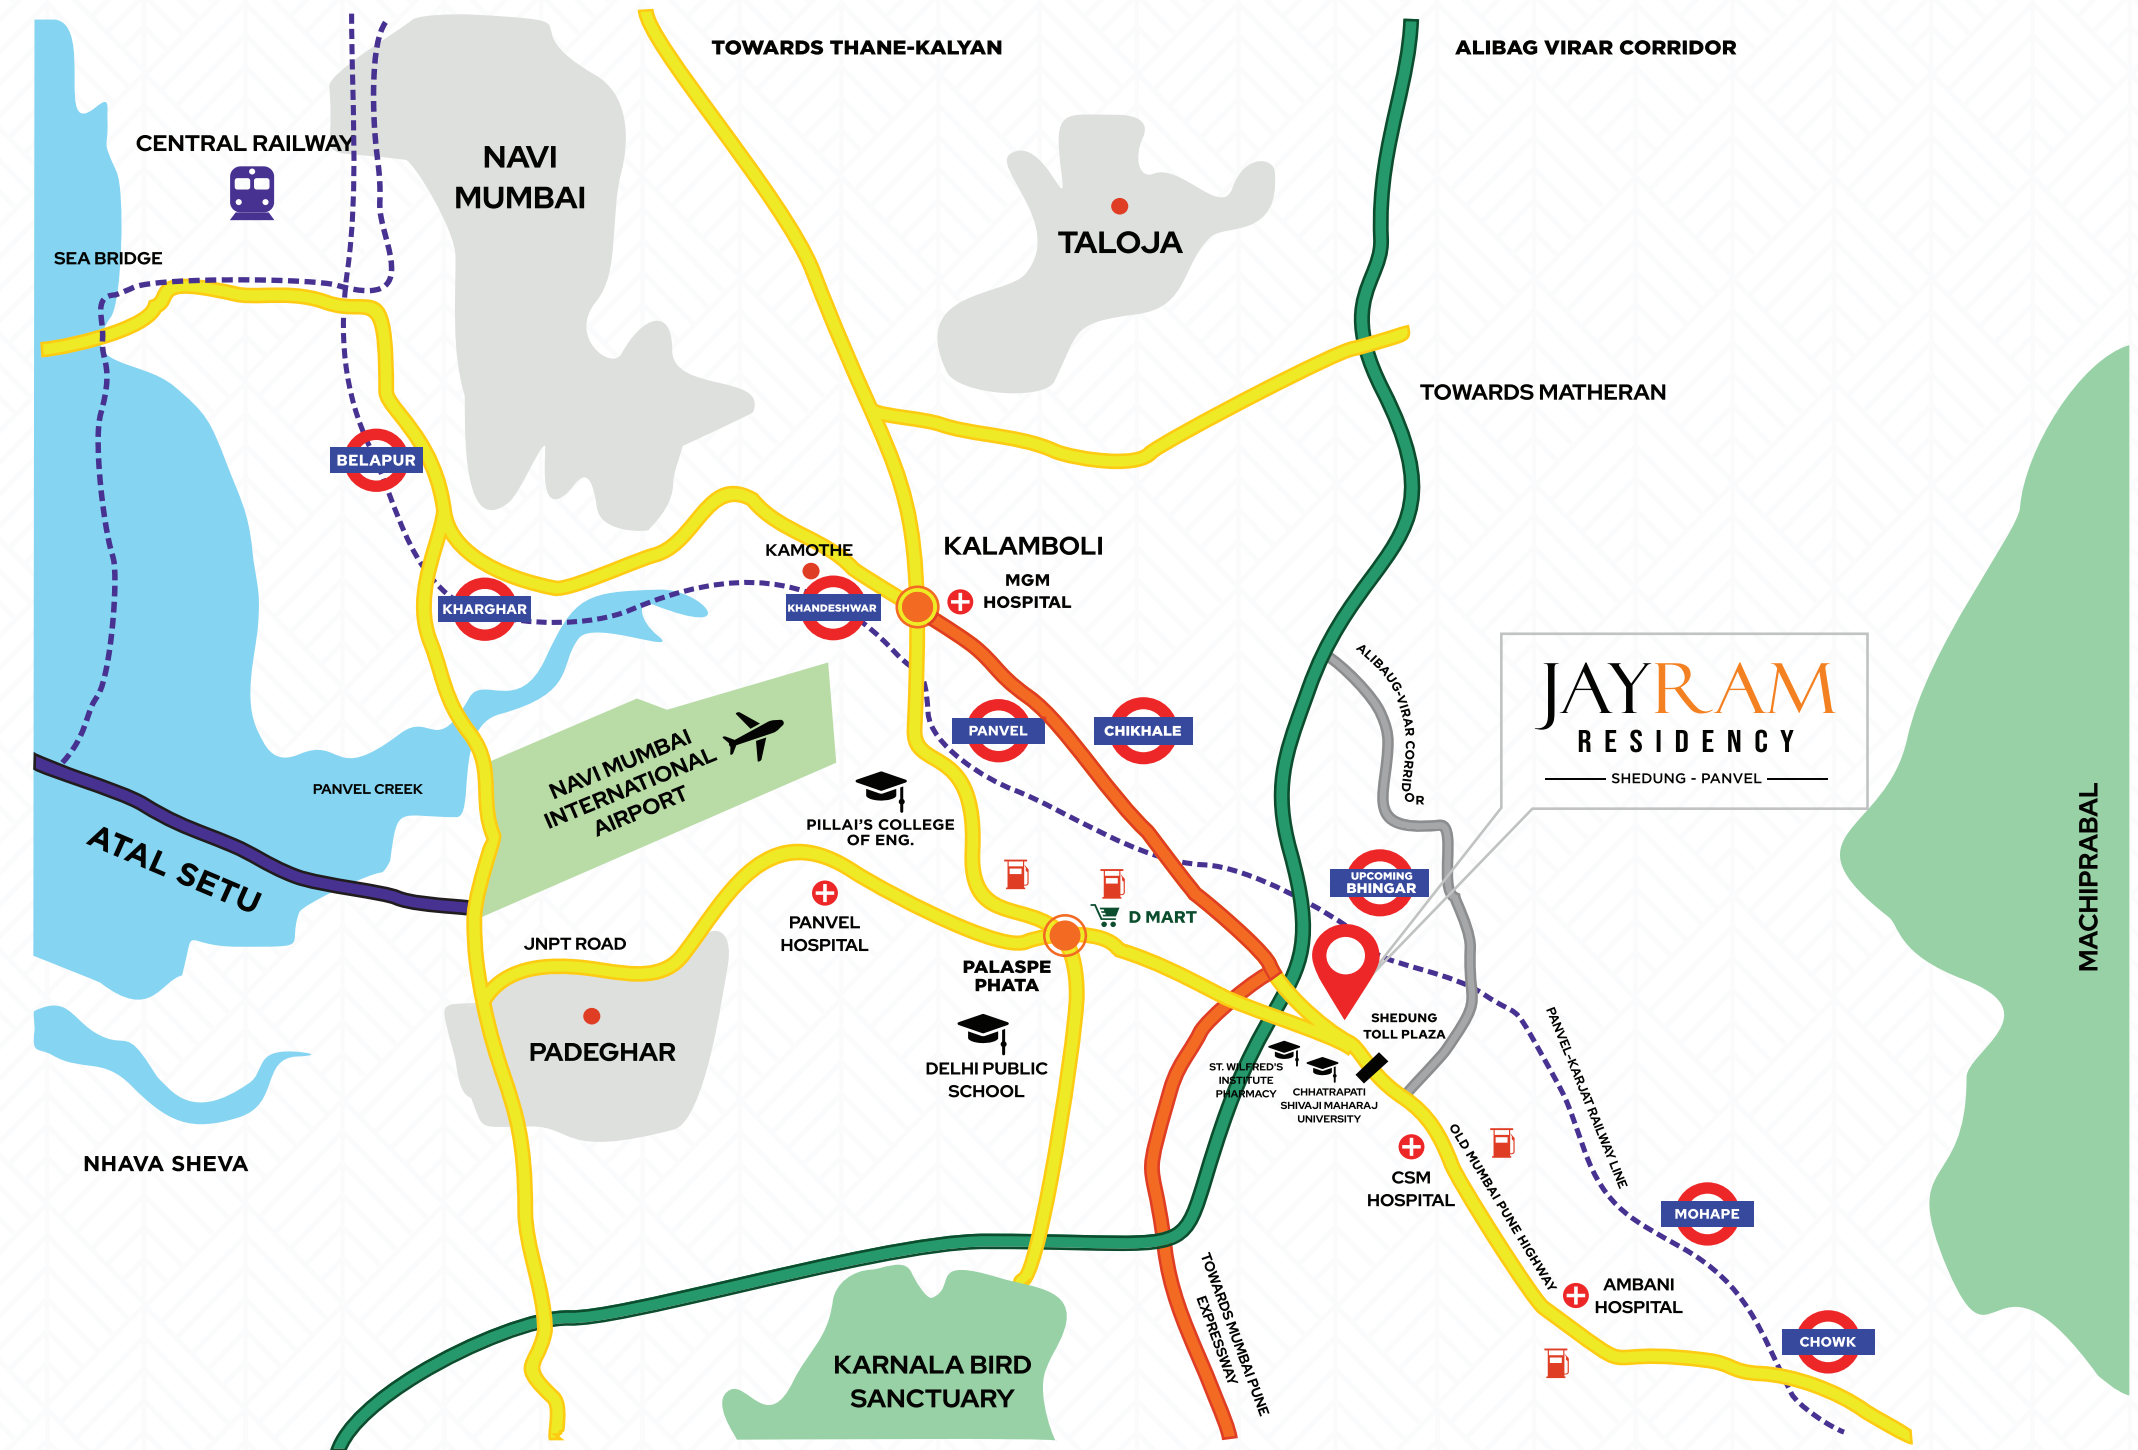 TOWARDS THANE-KALYAN
ALIBAG VIRAR CORRIDOR
CENTRAL RAILWAY
NAVI
MUMBAI
TALOJA
SEA BRIDGE
TOWARDS MATHERAN
BELAPUR
KAMOTHE
KALAMBOLI
MGM
HOSPITAL
KHARGHAR
KHANDESHWAR
ALIBAUG-VIRAR CORRIDOR
JAYRAM
RESIDENCY
SHEDUNG - PANVEL
PANVEL
CHIKHALE
NAVI MUMBAI
INTERNATIONAL
AIRPORT
PANVEL CREEK
PILLAI'S COLLEGE
OF ENG.
ATAL SETU
MACHIPRABAL
UPCOMING
BHINGAR
D MART
PANVEL
HOSPITAL
JNPT ROAD
PALASPE
PHATA
SHEDUNG
TOLL PLAZA
PADEGHAR
DELHI PUBLIC
SCHOOL
ST. WILFRED'S
INSTITUTE
PHARMACY
CHHATRAPATI
SHIVAJI MAHARAJ
UNIVERSITY
PANVEL-KARJAT RAILWAY LINE
NHAVA SHEVA
CSM
HOSPITAL
OLD MUMBAI PUNE HIGHWAY
MOHAPE
AMBANI
HOSPITAL
TOWARDS MUMBAI PUNE
EXPRESSWAY
CHOWK
KARNALA BIRD
SANCTUARY